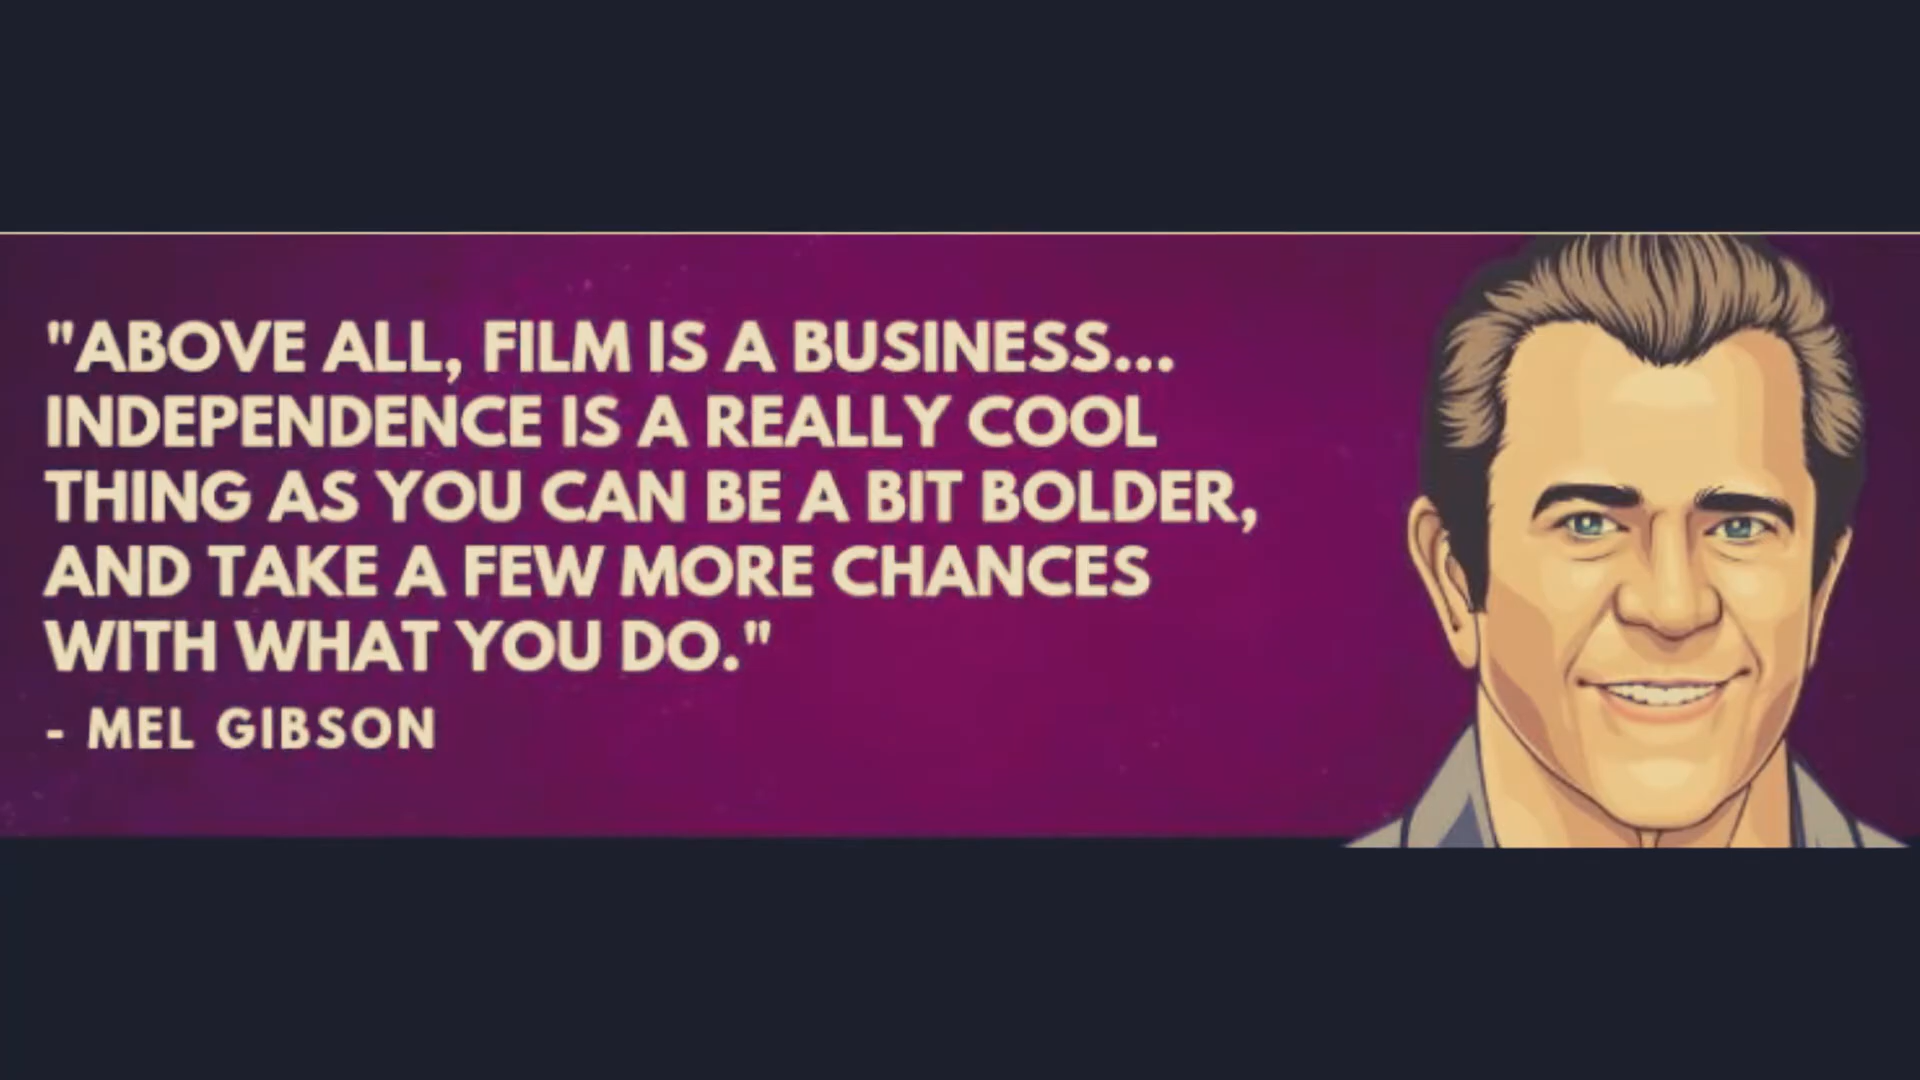 "ABOVE ALL, FILM IS A BUSINESS...
INDEPENDENCE IS A REALLY COOL
THING AS YOU CAN BE A BIT BOLDER,
AND TAKE A FEW MORE CHANCES
WITH WHAT YOU DO."
- MEL GIBSON